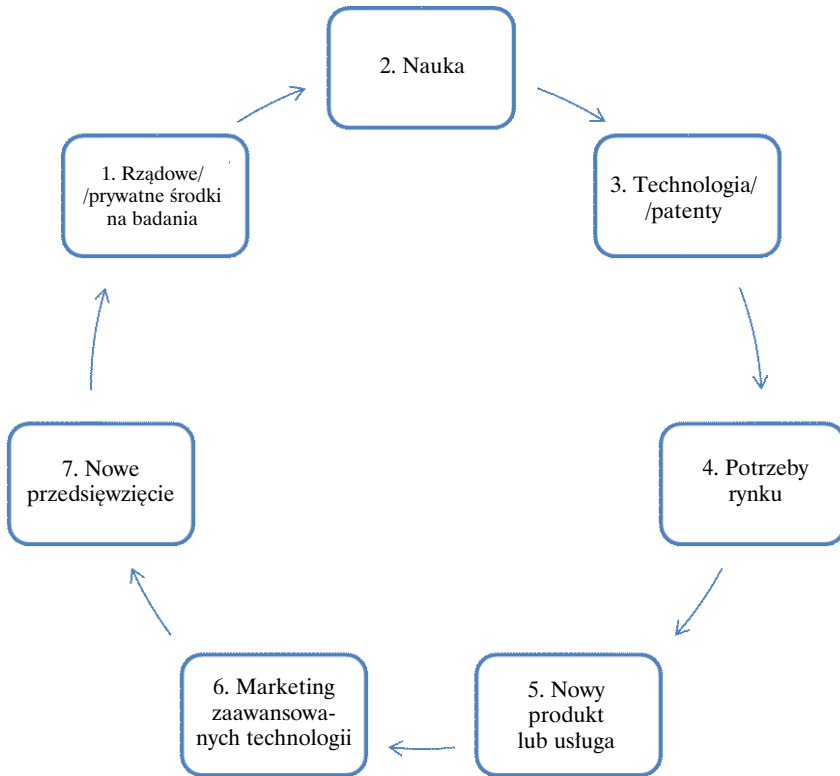 1. Rządowe/
/prywatne środki
na badania
2. Nauka
3. Technologia/
/patenty
4. Potrzeby
rynku
5. Nowy
produkt
lub usługa
6. Marketing
zaawansowa-
nych technologii
7. Nowe
przedsięwzięcie